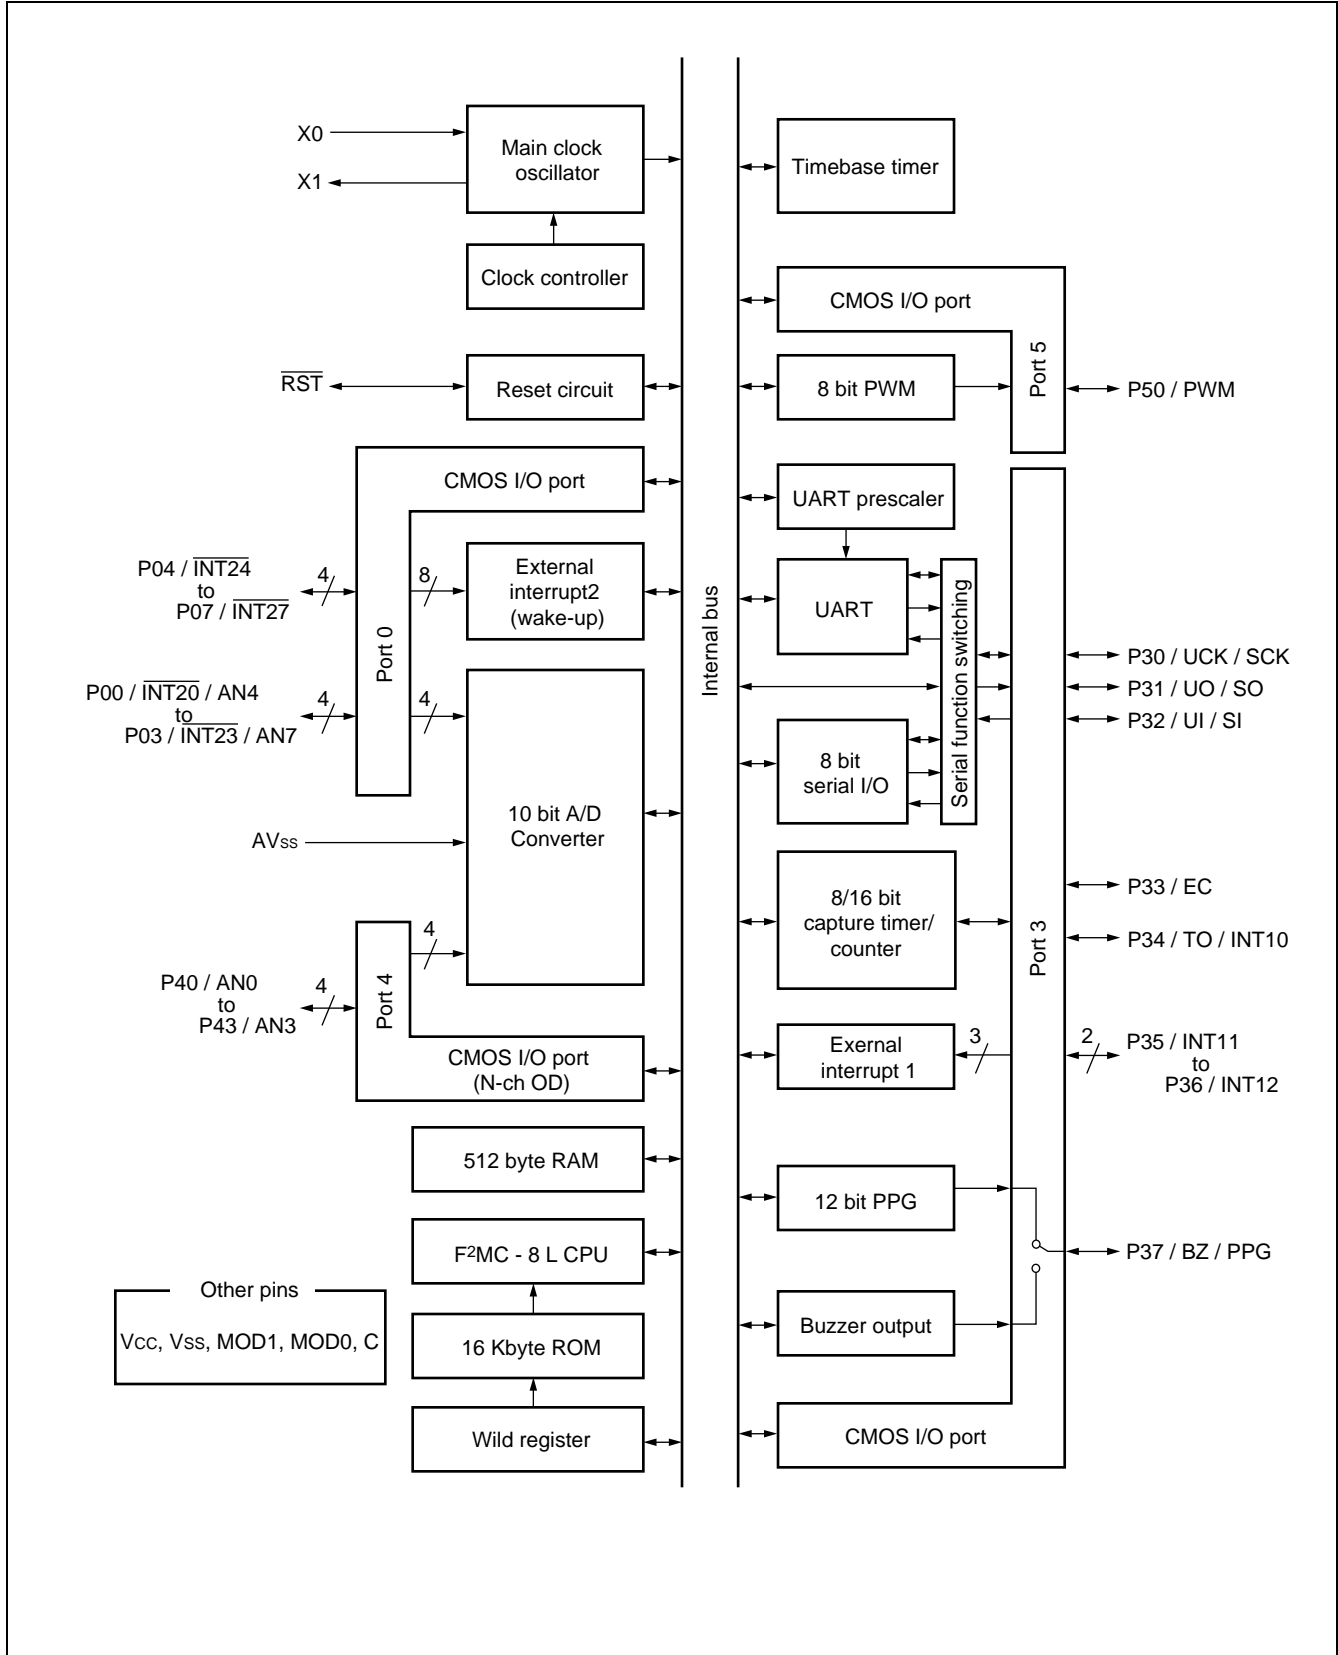 X0
X1
Main clock
oscillator
Clock controller
RST
Reset circuit
CMOS I/O port
Port 0
P04 / INT24
to
P07 / INT27
4
8
External
interrupt2
(wake-up)
P00 / INT20 / AN4
to
P03 / INT23 / AN7
4
4
10 bit A/D
Converter
AVss
4
Port 4
P40 / AN0
to
P43 / AN3
4
CMOS I/O port
(N-ch OD)
512 byte RAM
F²MC - 8 L CPU
16 Kbyte ROM
Wild register
Other pins
Vcc, Vss, MOD1, MOD0, C
Internal bus
Timebase timer
CMOS I/O port
Port 5
8 bit PWM
P50 / PWM
UART prescaler
UART
Serial function switching
8 bit
serial I/O
P30 / UCK / SCK
P31 / UO / SO
P32 / UI / SI
8/16 bit
capture timer/
counter
Port 3
P33 / EC
P34 / TO / INT10
Exernal
interrupt 1
3
2
P35 / INT11
to
P36 / INT12
12 bit PPG
P37 / BZ / PPG
Buzzer output
CMOS I/O port